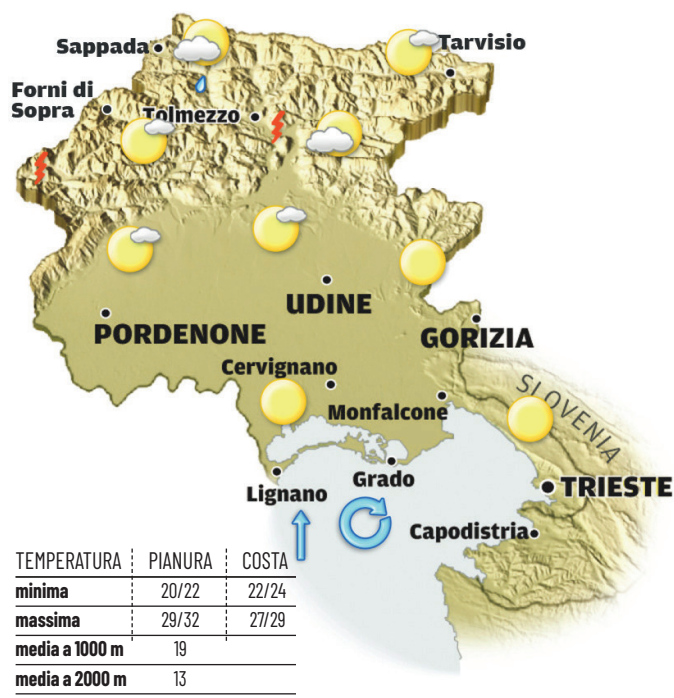 Sappada
Tarvisio
Forni di
Sopra
Tolmezzo
UDINE
PORDENONE
GORIZIA
Cervignano
SLOVENIA
Monfalcone
Lignano
Grado
TRIESTE
Capodistria
TEMPERATURA PIANURA COSTA
minima 20/22 22/24
massima 29/32 27/29
media a 1000 m 19
media a 2000 m 13